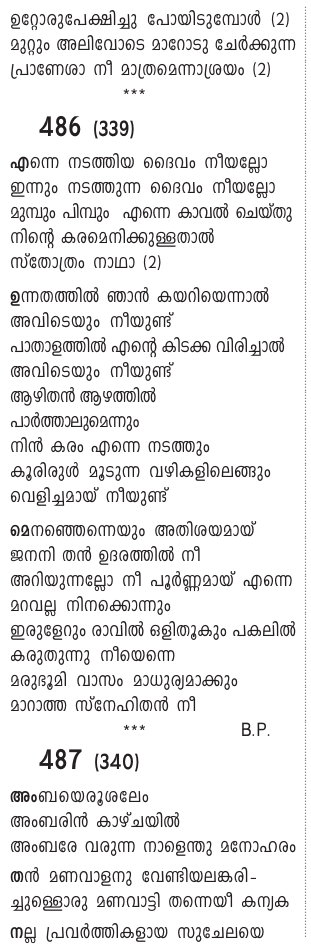 ഉറ്റോരുപേക്ഷിച്ചു പോയിടുമ്പോൾ (2)
മുറ്റും അലിവോടെ മാറോടു ചേർക്കുന്ന
പ്രാണേശാ നീ മാത്രമെന്നാശ്രയം (2)
***
486 (339)
എന്നെ നടത്തിയ ദൈവം നീയല്ലോ
ഇന്നും നടത്തുന്ന ദൈവം നീയല്ലോ
മുമ്പും പിമ്പും എന്നെ കാവൽ ചെയ്തു
നിന്റെ കരമെനിക്കുള്ളതാൽ
സ്തോത്രം നാഥാ (2)
ഉന്നതത്തിൽ ഞാൻ കയറിയെന്നാൽ
അവിടെയും നീയുണ്ട്
പാതാളത്തിൽ എന്റെ കിടക്ക വിരിച്ചാൽ
അവിടെയും നീയുണ്ട്
ആഴിതൻ ആഴത്തിൽ
പാർത്താലുമെന്നും
നിൻ കരം എന്നെ നടത്തും
കൂരിരുൾ മൂടുന്ന വഴികളിലെങ്ങും
വെളിച്ചമായ് നീയുണ്ട്
മെനഞ്ഞെന്നെയും അതിശയമായ്
ജനനി തൻ ഉദരത്തിൽ നീ
അറിയുന്നല്ലോ നീ പൂർണ്ണമായ് എന്നെ
മറവല്ല നിനക്കൊന്നും
ഇരുളേറും രാവിൽ ഒളിതൂകും പകലിൽ
കരുതുന്നു നീയെന്നെ
മരുഭൂമി വാസം മാധുര്യമാക്കും
മാറാത്ത സ്നേഹിതൻ നീ
*** B.P.
487 (340)
അംബയെരൂശലേം
അംബരിൻ കാഴ്ചയിൽ
അംബരേ വരുന്ന നാളെന്തു മനോഹരം
തൻ മണവാളനു വേണ്ടിയലങ്കരി-
ച്ചുള്ളൊരു മണവാട്ടി തന്നെയീ കന്യക
നല്ല പ്രവർത്തികളായ സുചേലയെ